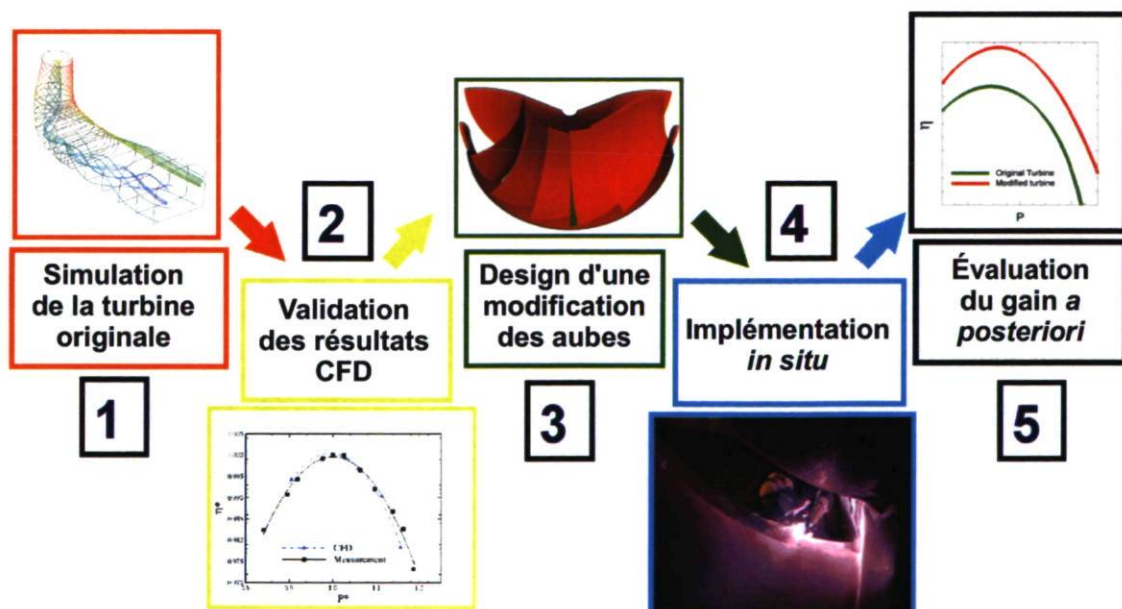 Simulation
de la turbine
originale
1
2
Validation
des résultats
CFD
η*
CFD
Measurement
P*
Design d'une
modification
des aubes
3
4
Implémentation
in situ
η
Original Turbine
Modified turbine
P
Évaluation
du gain a
posteriori
5